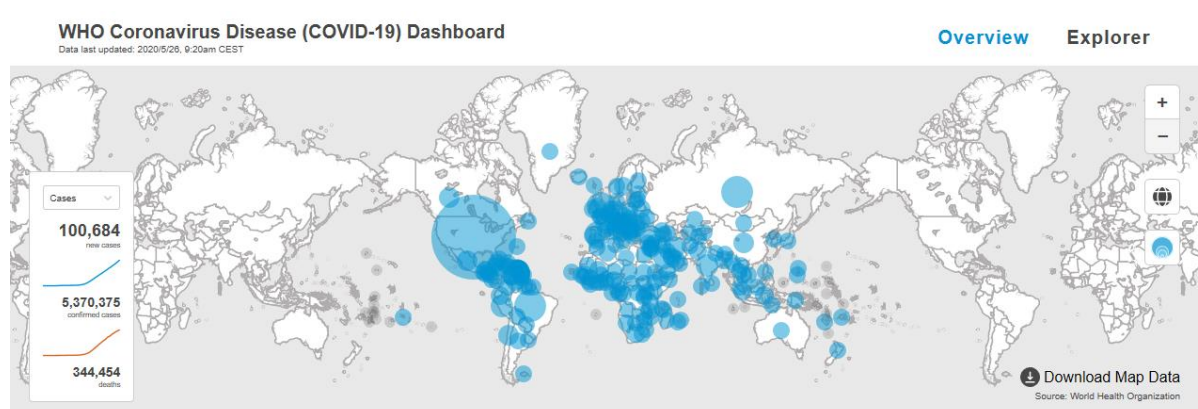 WHO Coronavirus Disease (COVID-19) Dashboard
Data last updated: 2020/5/26, 9:20am CEST
Overview
Explorer
+
−
Cases
100,684
new cases
5,370,375
confirmed cases
344,454
deaths
Download Map Data
Source: World Health Organization